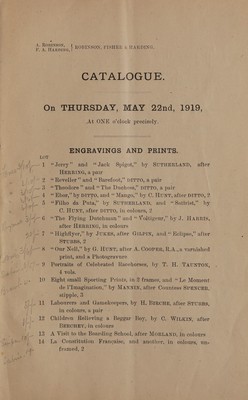 A. ROBINSON,
F. A. HARDING, } ROBINSON, FISHER & HARDING.
CATALOGUE.
On THURSDAY, MAY 22nd, 1919,
At ONE o'clock precisely.
ENGRAVINGS AND PRINTS.
LOT
1 "Jerry" and "Jack Spigot," by SUTHERLAND, after
HERRING, a pair
2 "Reveller" and "Barefoot," DITTO, a pair
3 "Theodore" and "The Duchess," DITTO, a pair
4 "Elton," by DITTO, and "Mango," by C. HUNT, after DITTO, 2
5 "Filho da Puta," by SUTHERLAND, and "Satirist," by
C. HUNT, after DITTO, in colours, 2
6 "The Flying Dutchman" and "Voltigeur," by J. HARRIS,
after HERRING, in colours
7 "Highflyer," by JUKES, after GILPIN, and "Eclipse," after
STUBBS, 2
8 "Our Nell," by G. HUNT, after A. COOPER, R.A., a varnished
print, and a Photogravure
9 Portraits of Celebrated Racehorses, by T. H. TAUNTON,
4 vols.
10 Eight small Sporting Prints, in 2 frames, and "Le Moment
de l'Imagination," by after Countess SPENCER,
stipple, 3
11 Labourers and Gamekeepers, by H. BIRCHE, after STUBBS,
in colours, a pair
12 Children Relieving a Beggar Boy, by C. WILKIN, after
BEECHEY, in colours
13 A Visit to the Boarding School, after MORLAND, in colours
14 La Constitution Francaise, and another, in colours, un-
framed, 2